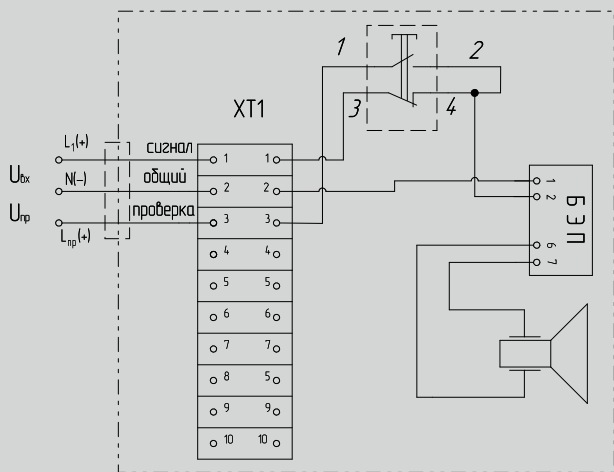 1 2
3 4
XT1
L₁(+) сигнал 1 1
Uвх N(-) общий 2 2
Uпр проверка 3 3
Lпр(+)
4 4
5 5
6 6
7 7
8 5
9 9
10 10
БЭП
1
2
6
7